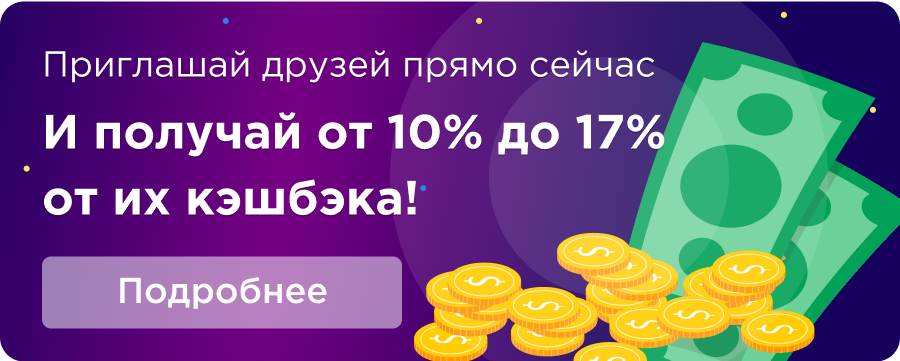 Приглашай друзей прямо сейчас
И получай от 10% до 17%
от их кэшбэка!
Подробнее